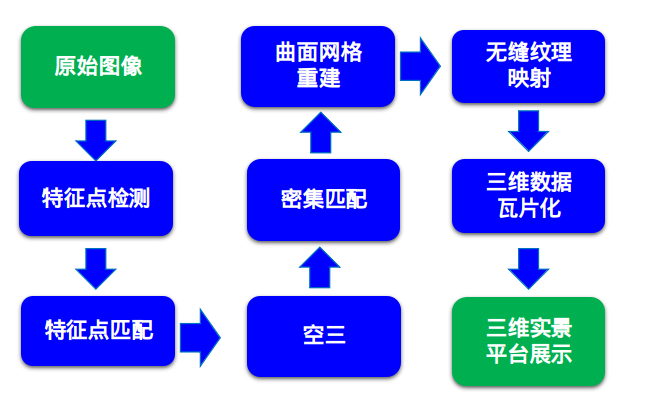 原始图像
特征点检测
特征点匹配
空三
密集匹配
曲面网格
重建
无缝纹理
映射
三维数据
瓦片化
三维实景
平台展示